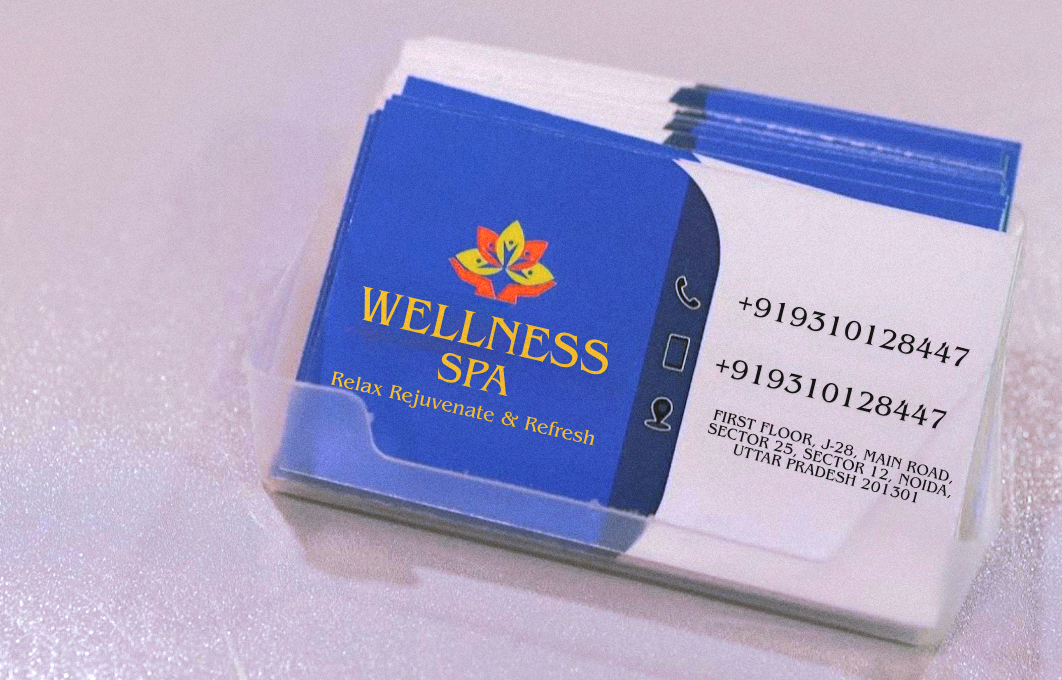 WELLNESS
SPA
Relax Rejuvenate & Refresh
+919310128447
+919310128447
FIRST FLOOR, J-28, MAIN ROAD,
SECTOR 25, SECTOR 12, NOIDA,
UTTAR PRADESH 201301